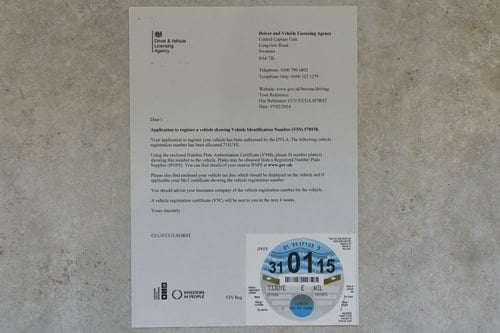 Driver & Vehicle
Licensing
Agency
Driver and Vehicle Licensing Agency
Central Capture Unit
Longview Road
Swansea
SA6 7JL
Telephone: 0300 790 6802
Textphone Only: 0300 123 1279
Website: www.gov.uk/browse/driving
Your Reference:
Our Reference: CCU/CCU/LSFIRST
Date: 07/02/2014
Dear
Application to register a vehicle showing Vehicle Identification Number (VIN) 57095R
Your application to register your vehicle has been authorised by the DVLA. The following
vehicle registration number has been allocated 733UYE
Using the enclosed Number Plate Authorisation Certificate (V948), please fit number plate(s)
showing this number to the vehicle. Plates may be obtained from a Registered Number Plate
Supplier (RNPS). You can find details of your nearest RNPS at www.gov.uk
Please also find enclosed your vehicle tax disc which should be displayed on the vehicle and if
applicable your MoT certificate showing the vehicle registration number.
You should advise your insurance company of the vehicle registration number for the vehicle.
A vehicle registration certificate (V5C) will be sent to you in the next 4 weeks.
Yours sincerely
CCU/CCU/LSFIRST
INVESTORS
IN PEOPLE
VIN Reg
31 01 15
733UYE E NIL